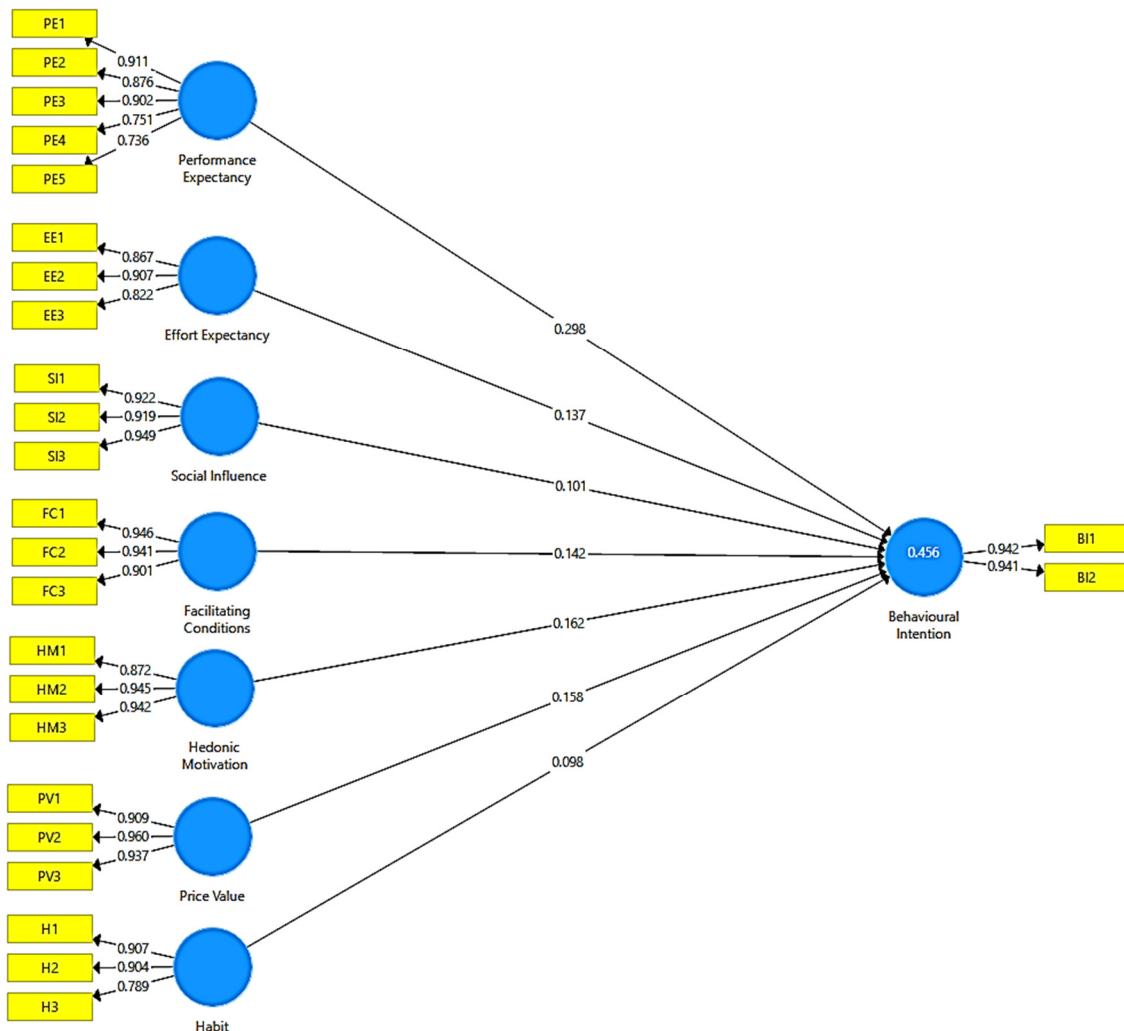 PE1
PE2
PE3
PE4
PE5
0.911
0.876
0.902
0.751
0.736
Performance
Expectancy
0.298
EE1
EE2
EE3
0.867
0.907
0.822
Effort Expectancy
0.137
SI1
SI2
SI3
0.922
0.919
0.949
Social Influence
0.101
FC1
FC2
FC3
0.946
0.941
0.901
Facilitating
Conditions
0.142
HM1
HM2
HM3
0.872
0.945
0.942
Hedonic
Motivation
0.162
PV1
PV2
PV3
0.909
0.960
0.937
Price Value
0.158
H1
H2
H3
0.907
0.904
0.789
Habit
0.098
0.456
Behavioural
Intention
0.942
0.941
BI1
BI2